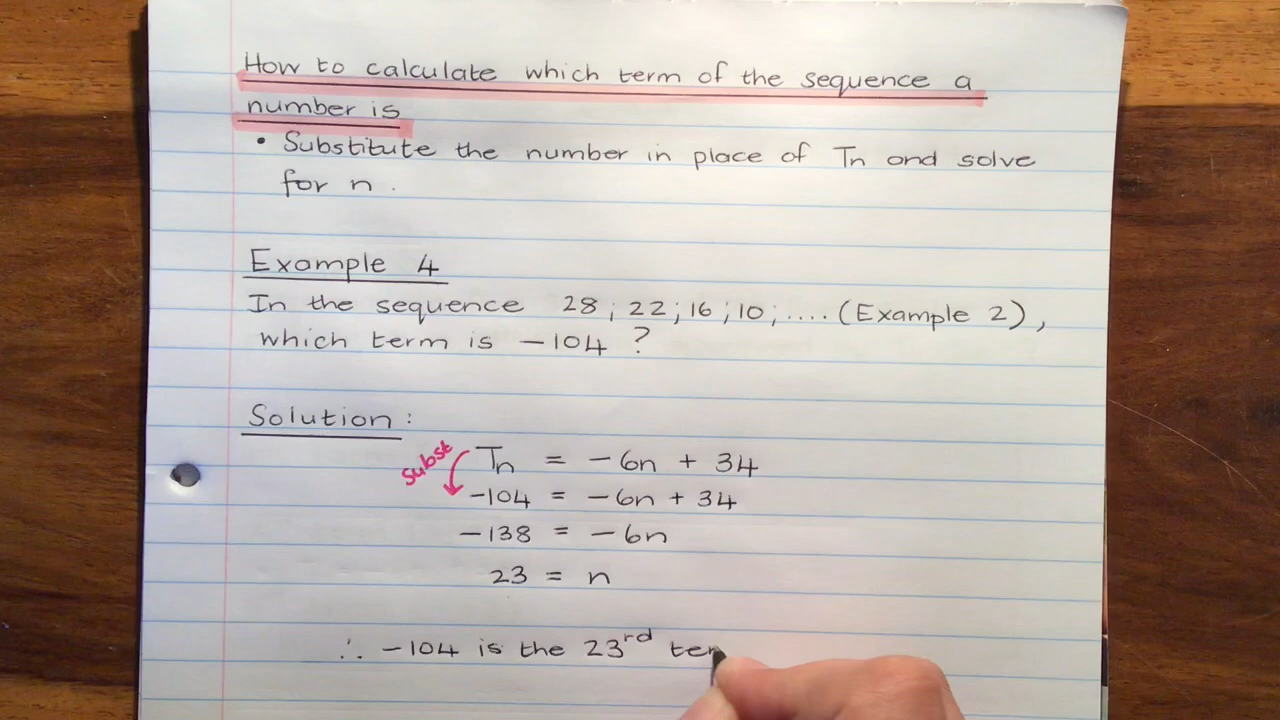 How to calculate which term of the sequence a
number is
• Substitute the number in place of Tn and solve
for n.
Example 4
In the sequence 28 ; 22 ; 16 ; 10 ; .... (Example 2),
which term is -104 ?
Solution :
Subst
Tn = -6n + 34
-104 = -6n + 34
-138 = -6n
23 = n
∴ -104 is the 23rd ter